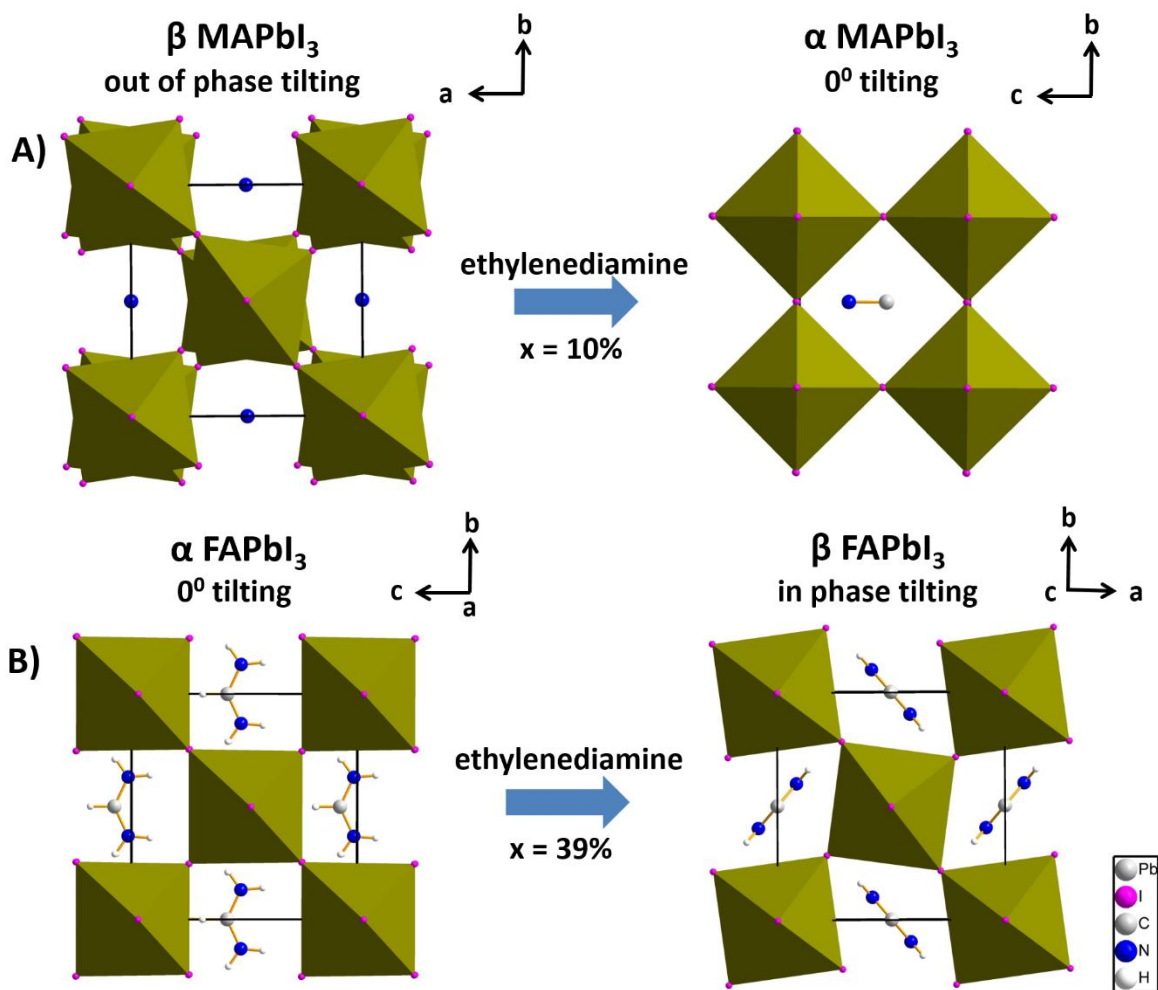 β MAPbI₃
out of phase tilting
b
a
α MAPbI₃
0⁰ tilting
b
c
A)
ethylenediamine
x = 10%
α FAPbI₃
0⁰ tilting
b
c
a
β FAPbI₃
in phase tilting
b
c
a
B)
ethylenediamine
x = 39%
Pb
I
C
N
H